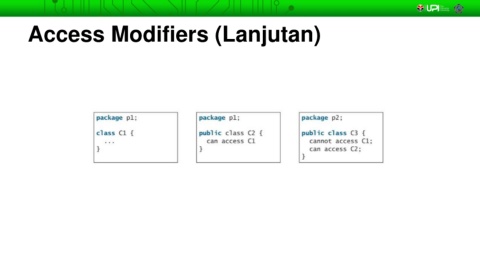 UPI
Access Modifiers (Lanjutan)
package p1;
class C1 {
...
}
package p1;
public class C2 {
can access C1
}
package p2;
public class C3 {
cannot access C1;
can access C2;
}